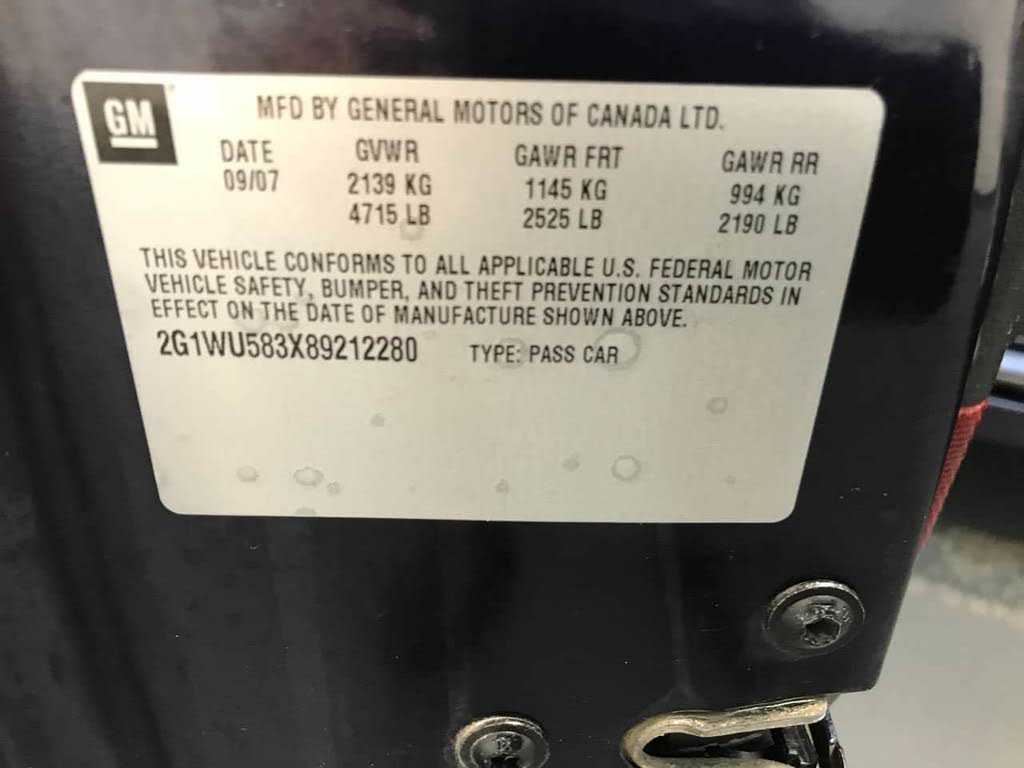 GM
MFD BY GENERAL MOTORS OF CANADA LTD.
DATE GVWR GAWR FRT GAWR RR
09/07 2139 KG 1145 KG 994 KG
4715 LB 2525 LB 2190 LB
THIS VEHICLE CONFORMS TO ALL APPLICABLE U.S. FEDERAL MOTOR
VEHICLE SAFETY, BUMPER, AND THEFT PREVENTION STANDARDS IN
EFFECT ON THE DATE OF MANUFACTURE SHOWN ABOVE.
2G1WU583X89212280 TYPE: PASS CAR